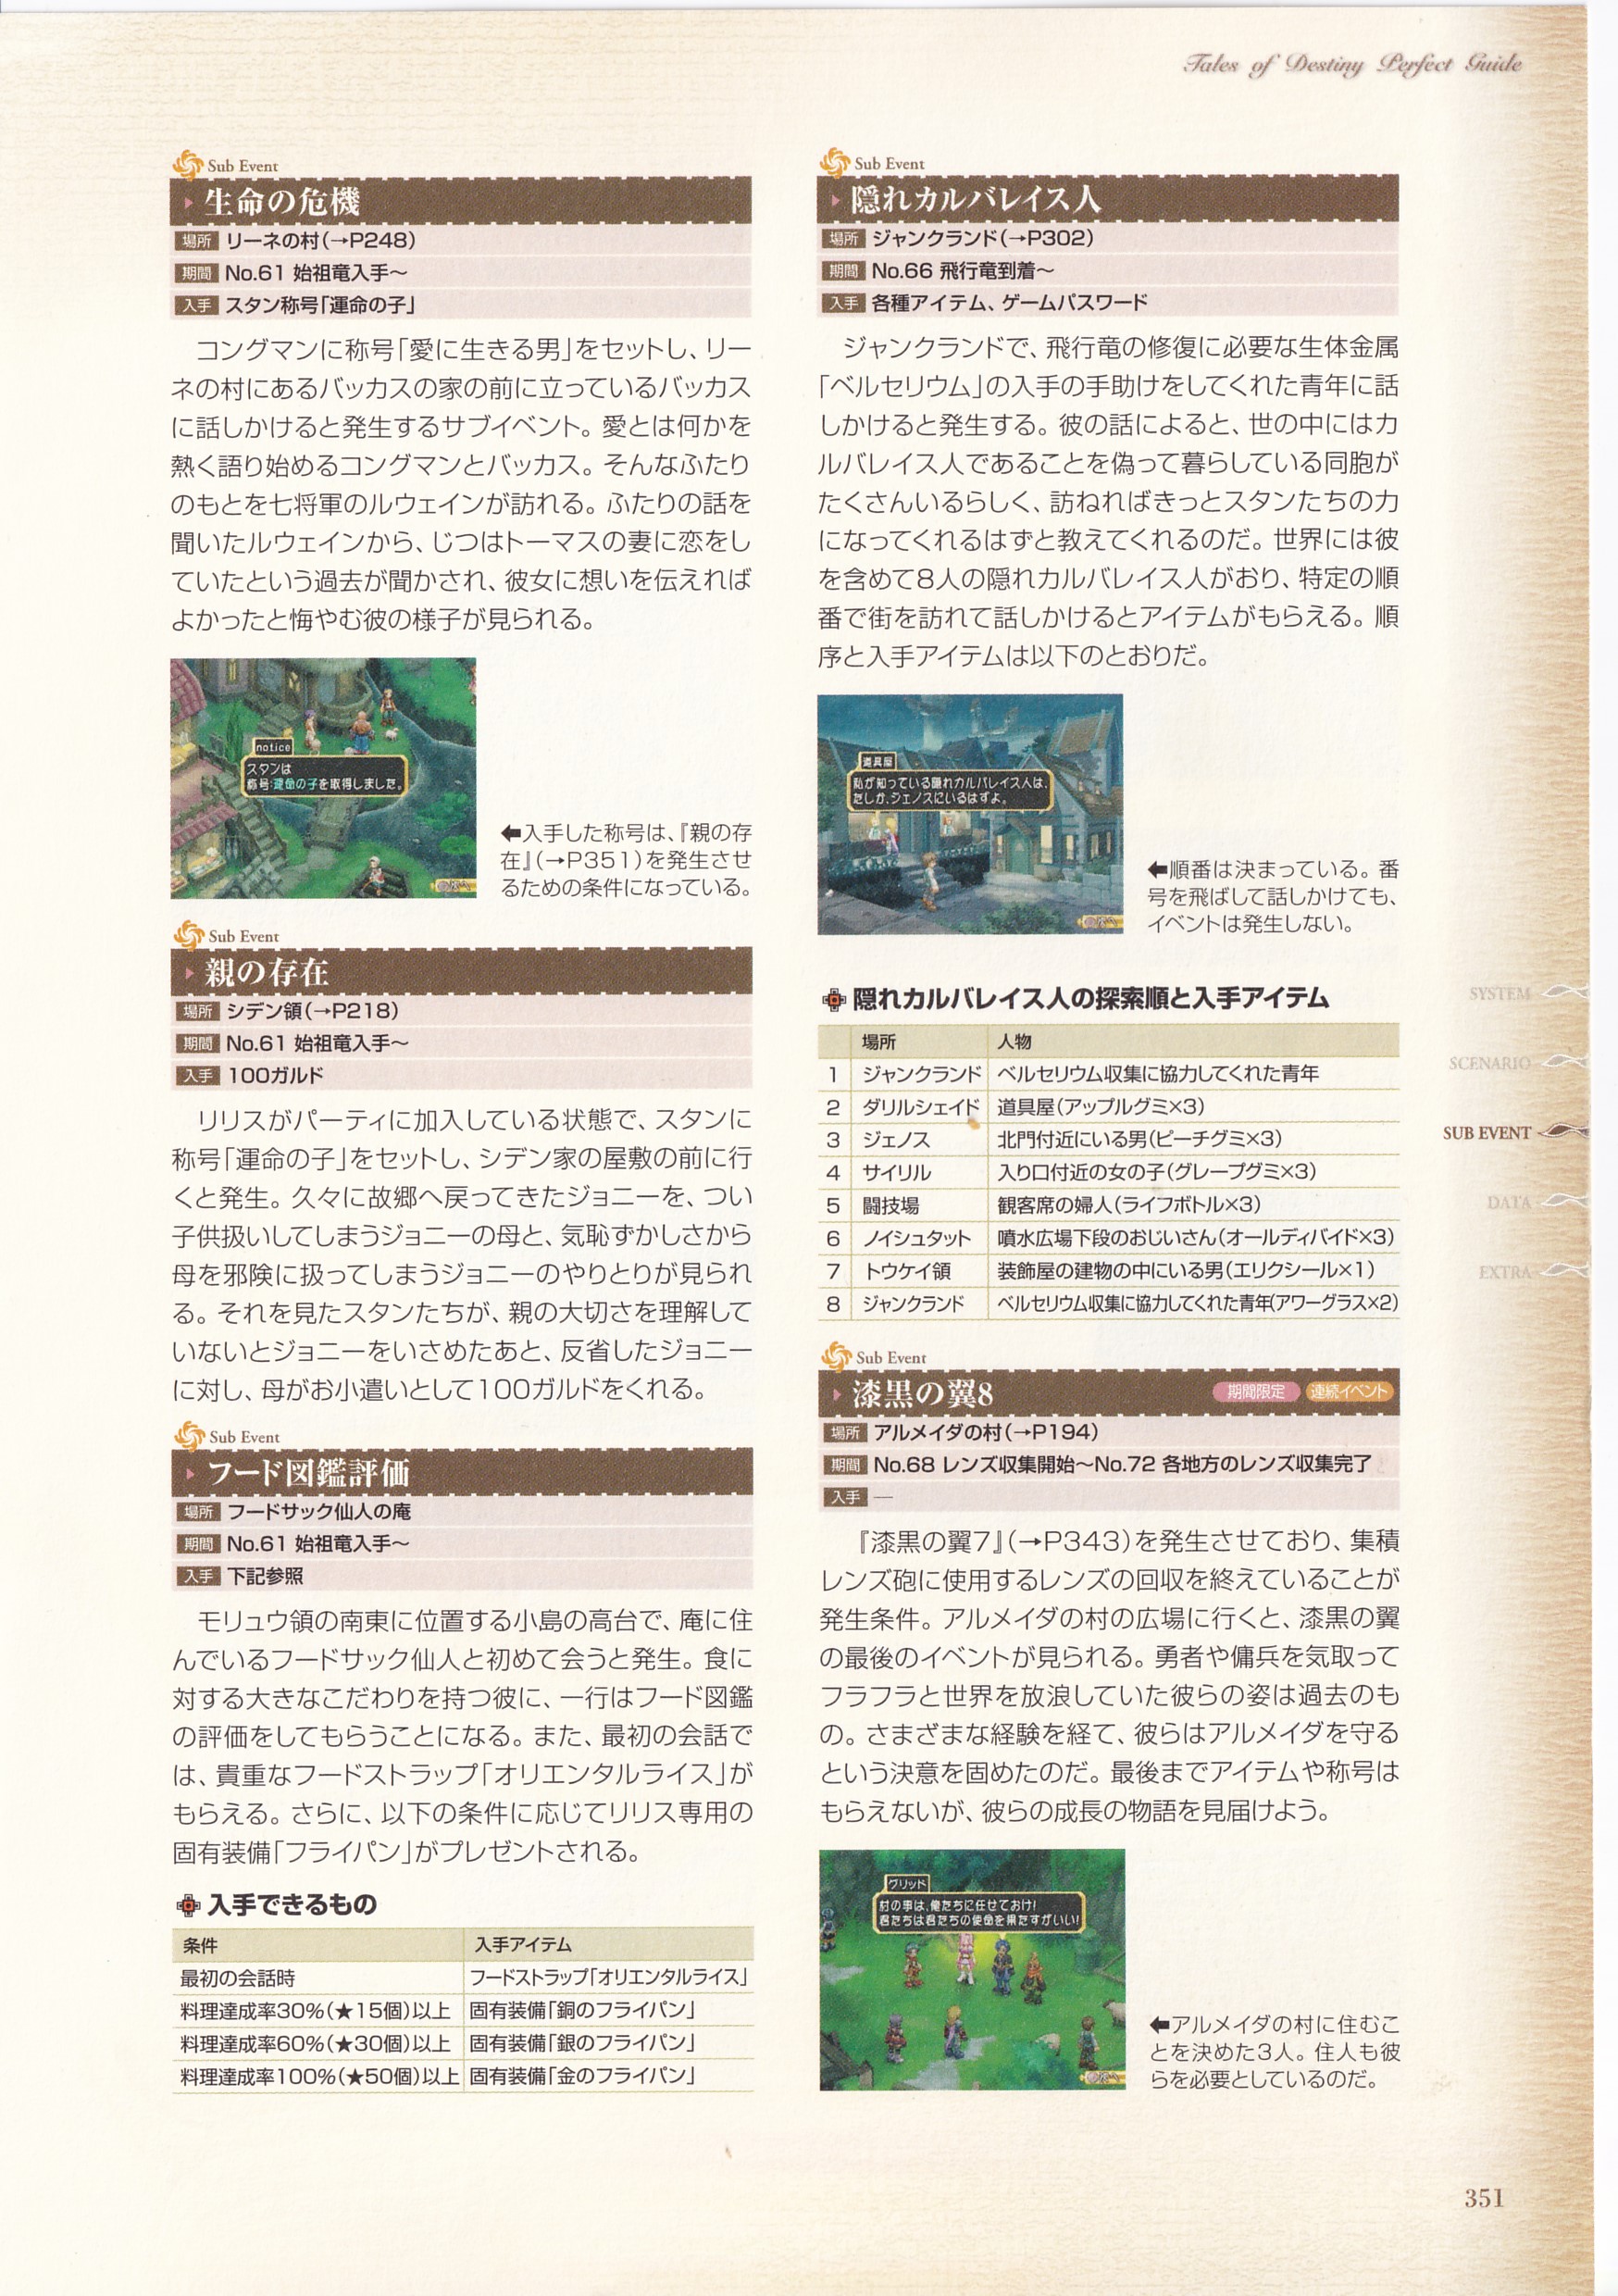 Tales of Destiny Perfect Guide
Sub Event
生命の危機
場所 リーネの村(→P248)
期間 No.61 始祖竜入手～
入手 スタン称号「運命の子」
コングマンに称号「愛に生きる男」をセットし、リー
ネの村にあるバッカスの家の前に立っているバッカス
に話しかけると発生するサブイベント。愛とは何かを
熱く語り始めるコングマンとバッカス。そんなふたり
のもとを七将軍のルウェインが訪れる。ふたりの話を
聞いたルウェインから、じつはトーマスの妻に恋をし
ていたという過去が聞かされ、彼女に想いを伝えれば
よかったと悔やむ彼の様子が見られる。
notice
スタンは
称号:運命の子を取得しました。
←入手した称号は、『親の存
在』(→P351)を発生させ
るための条件になっている。
Sub Event
親の存在
場所 シデン領(→P218)
期間 No.61 始祖竜入手～
入手 100ガルド
リリスがパーティに加入している状態で、スタンに
称号「運命の子」をセットし、シデン家の屋敷の前に行
くと発生。久々に故郷へ戻ってきたジョニーを、つい
子供扱いしてしまうジョニーの母と、気恥ずかしさから
母を邪険に扱ってしまうジョニーのやりとりが見られ
る。それを見たスタンたちが、親の大切さを理解して
いないとジョニーをいさめたあと、反省したジョニー
に対し、母がお小遣いとして100ガルドをくれる。
Sub Event
フード図鑑評価
場所 フードサック仙人の庵
期間 No.61 始祖竜入手～
入手 下記参照
モリュウ領の南東に位置する小島の高台で、庵に住
んでいるフードサック仙人と初めて会うと発生。食に
対する大きなこだわりを持つ彼に、一行はフード図鑑
の評価をしてもらうことになる。また、最初の会話で
は、貴重なフードストラップ「オリエンタルライス」が
もらえる。さらに、以下の条件に応じてリリス専用の
固有装備「フライパン」がプレゼントされる。
入手できるもの
条件 入手アイテム
最初の会話時 フードストラップ「オリエンタルライス」
料理達成率30%(★15個)以上 固有装備「銅のフライパン」
料理達成率60%(★30個)以上 固有装備「銀のフライパン」
料理達成率100%(★50個)以上 固有装備「金のフライパン」
Sub Event
隠れカルバレイス人
場所 ジャンクランド(→P302)
期間 No.66 飛行竜到着～
入手 各種アイテム、ゲームパスワード
ジャンクランドで、飛行竜の修復に必要な生体金属
「ベルセリウム」の入手の手助けをしてくれた青年に話
しかけると発生する。彼の話によると、世の中にはカ
ルバレイス人であることを偽って暮らしている同胞が
たくさんいるらしく、訪ねればきっとスタンたちの力
になってくれるはずと教えてくれるのだ。世界には彼
を含めて8人の隠れカルバレイス人がおり、特定の順
番で街を訪れて話しかけるとアイテムがもらえる。順
序と入手アイテムは以下のとおりだ。
道具屋
私が知っている隠れカルバレイス人は、
たしか、ジェノスにいるはずよ。
←順番は決まっている。番
号を飛ばして話しかけても、
イベントは発生しない。
隠れカルバレイス人の探索順と入手アイテム
場所 人物
1 ジャンクランド ベルセリウム収集に協力してくれた青年
2 ダリルシェイド 道具屋(アップルグミ×3)
3 ジェノス 北門付近にいる男(ピーチグミ×3)
4 サイリル 入り口付近の女の子(グレープグミ×3)
5 闘技場 観客席の婦人(ライフボトル×3)
6 ノイシュタット 噴水広場下段のおじいさん(オールディバイド×3)
7 トウケイ領 装飾屋の建物の中にいる男(エリクシール×1)
8 ジャンクランド ベルセリウム収集に協力してくれた青年(アワーグラス×2)
Sub Event
漆黒の翼8 期間限定 連続イベント
場所 アルメイダの村(→P194)
期間 No.68 レンズ収集開始～No.72 各地方のレンズ収集完了
入手 ―
『漆黒の翼7』(→P343)を発生させており、集積
レンズ砲に使用するレンズの回収を終えていることが
発生条件。アルメイダの村の広場に行くと、漆黒の翼
の最後のイベントが見られる。勇者や傭兵を気取って
フラフラと世界を放浪していた彼らの姿は過去のも
の。さまざまな経験を経て、彼らはアルメイダを守る
という決意を固めたのだ。最後までアイテムや称号は
もらえないが、彼らの成長の物語を見届けよう。
グリッド
村の事は、俺たちに任せておけ!
君たちは君たちの使命を果たすがいい!
←アルメイダの村に住むこ
とを決めた3人。住人も彼
らを必要としているのだ。
SYSTEM
SCENARIO
SUB EVENT
DATA
EXTRA
351